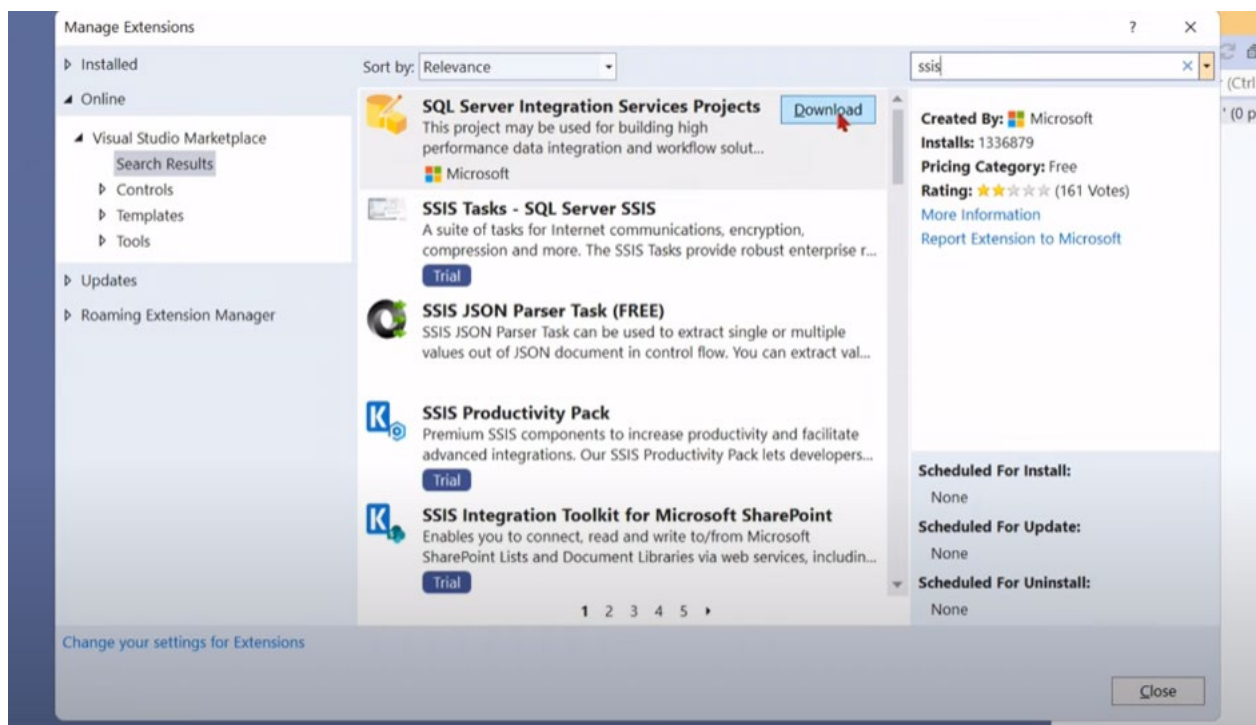 Manage Extensions
?
Installed
Online
Visual Studio Marketplace
Search Results
Controls
Templates
Tools
Updates
Roaming Extension Manager
Sort by: Relevance
SQL Server Integration Services Projects
Download
This project may be used for building high
performance data integration and workflow solut...
Microsoft
SSIS Tasks - SQL Server SSIS
A suite of tasks for Internet communications, encryption,
compression and more. The SSIS Tasks provide robust enterprise r...
Trial
SSIS JSON Parser Task (FREE)
SSIS JSON Parser Task can be used to extract single or multiple
values out of JSON document in control flow. You can extract val...
SSIS Productivity Pack
Premium SSIS components to increase productivity and facilitate
advanced integrations. Our SSIS Productivity Pack lets developers...
Trial
SSIS Integration Toolkit for Microsoft SharePoint
Enables you to connect, read and write to/from Microsoft
SharePoint Lists and Document Libraries via web services, includin...
Trial
1 2 3 4 5
ssis
Created By: Microsoft
Installs: 1336879
Pricing Category: Free
Rating: (161 Votes)
More Information
Report Extension to Microsoft
Scheduled For Install:
None
Scheduled For Update:
None
Scheduled For Uninstall:
None
Change your settings for Extensions
Close
(Ctrl
' (0 p